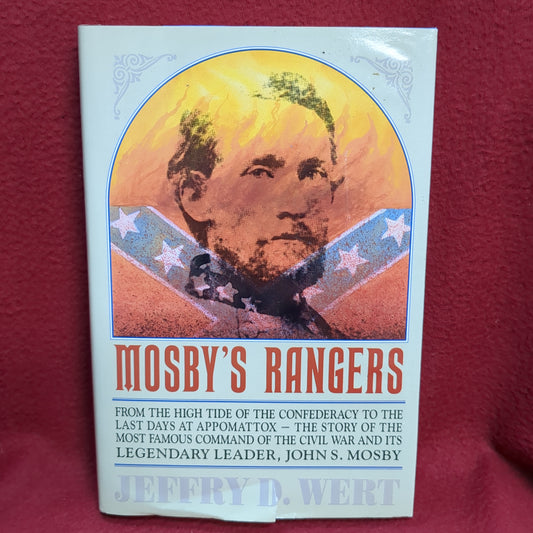 MOSBY'S RANGERS
FROM THE HIGH TIDE OF THE CONFEDERACY TO THE
LAST DAYS AT APPOMATTOX — THE STORY OF THE
MOST FAMOUS COMMAND OF THE CIVIL WAR AND ITS
LEGENDARY LEADER, JOHN S. MOSBY
JEFFRY D. WERT